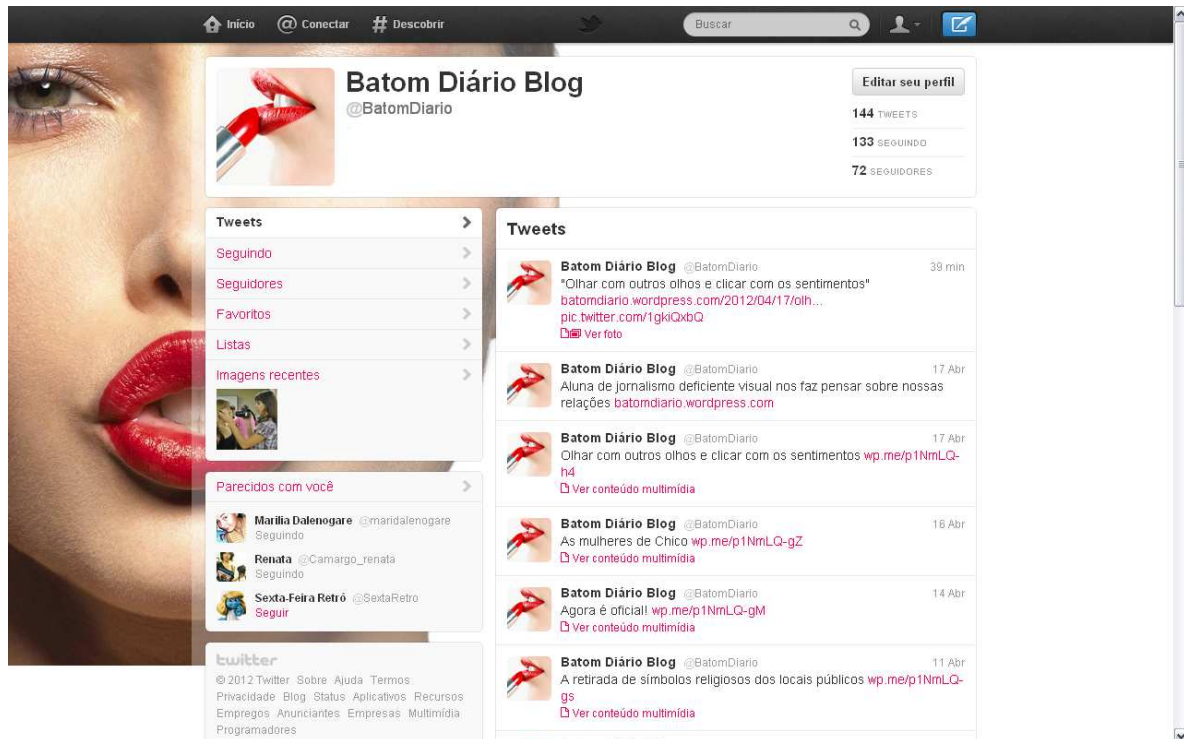 Início @ Conectar # Descobrir Buscar
Batom Diário Blog
@BatomDiario
Editar seu perfil
144 TWEETS
133 SEGUINDO
72 SEGUIDORES
Tweets
Seguindo
Seguidores
Favoritos
Listas
Imagens recentes
Parecidos com você
Marilia Dalenogare @maridalenogare
Seguindo
Renata @Camargo_renata
Seguindo
Sexta-Feira Retrô @SextaRetro
Seguir
twitter
© 2012 Twitter Sobre Ajuda Termos
Privacidade Blog Status Aplicativos Recursos
Empregos Anunciantes Empresas Multimídia
Programadores
Tweets
Batom Diário Blog @BatomDiario 39 min
"Olhar com outros olhos e clicar com os sentimentos"
batomdiario.wordpress.com/2012/04/17/olh...
pic.twitter.com/1gkiQxbQ
Ver foto
Batom Diário Blog @BatomDiario 17 Abr
Aluna de jornalismo deficiente visual nos faz pensar sobre nossas
relações batomdiario.wordpress.com
Batom Diário Blog @BatomDiario 17 Abr
Olhar com outros olhos e clicar com os sentimentos wp.me/p1NmLQ-
h4
Ver conteúdo multimídia
Batom Diário Blog @BatomDiario 16 Abr
As mulheres de Chico wp.me/p1NmLQ-gZ
Ver conteúdo multimídia
Batom Diário Blog @BatomDiario 14 Abr
Agora é oficial! wp.me/p1NmLQ-gM
Ver conteúdo multimídia
Batom Diário Blog @BatomDiario 11 Abr
A retirada de símbolos religiosos dos locais públicos wp.me/p1NmLQ-
gs
Ver conteúdo multimídia